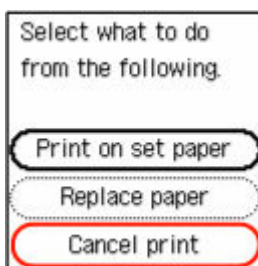 Select what to do
from the following.
Print on set paper
Replace paper
Cancel print